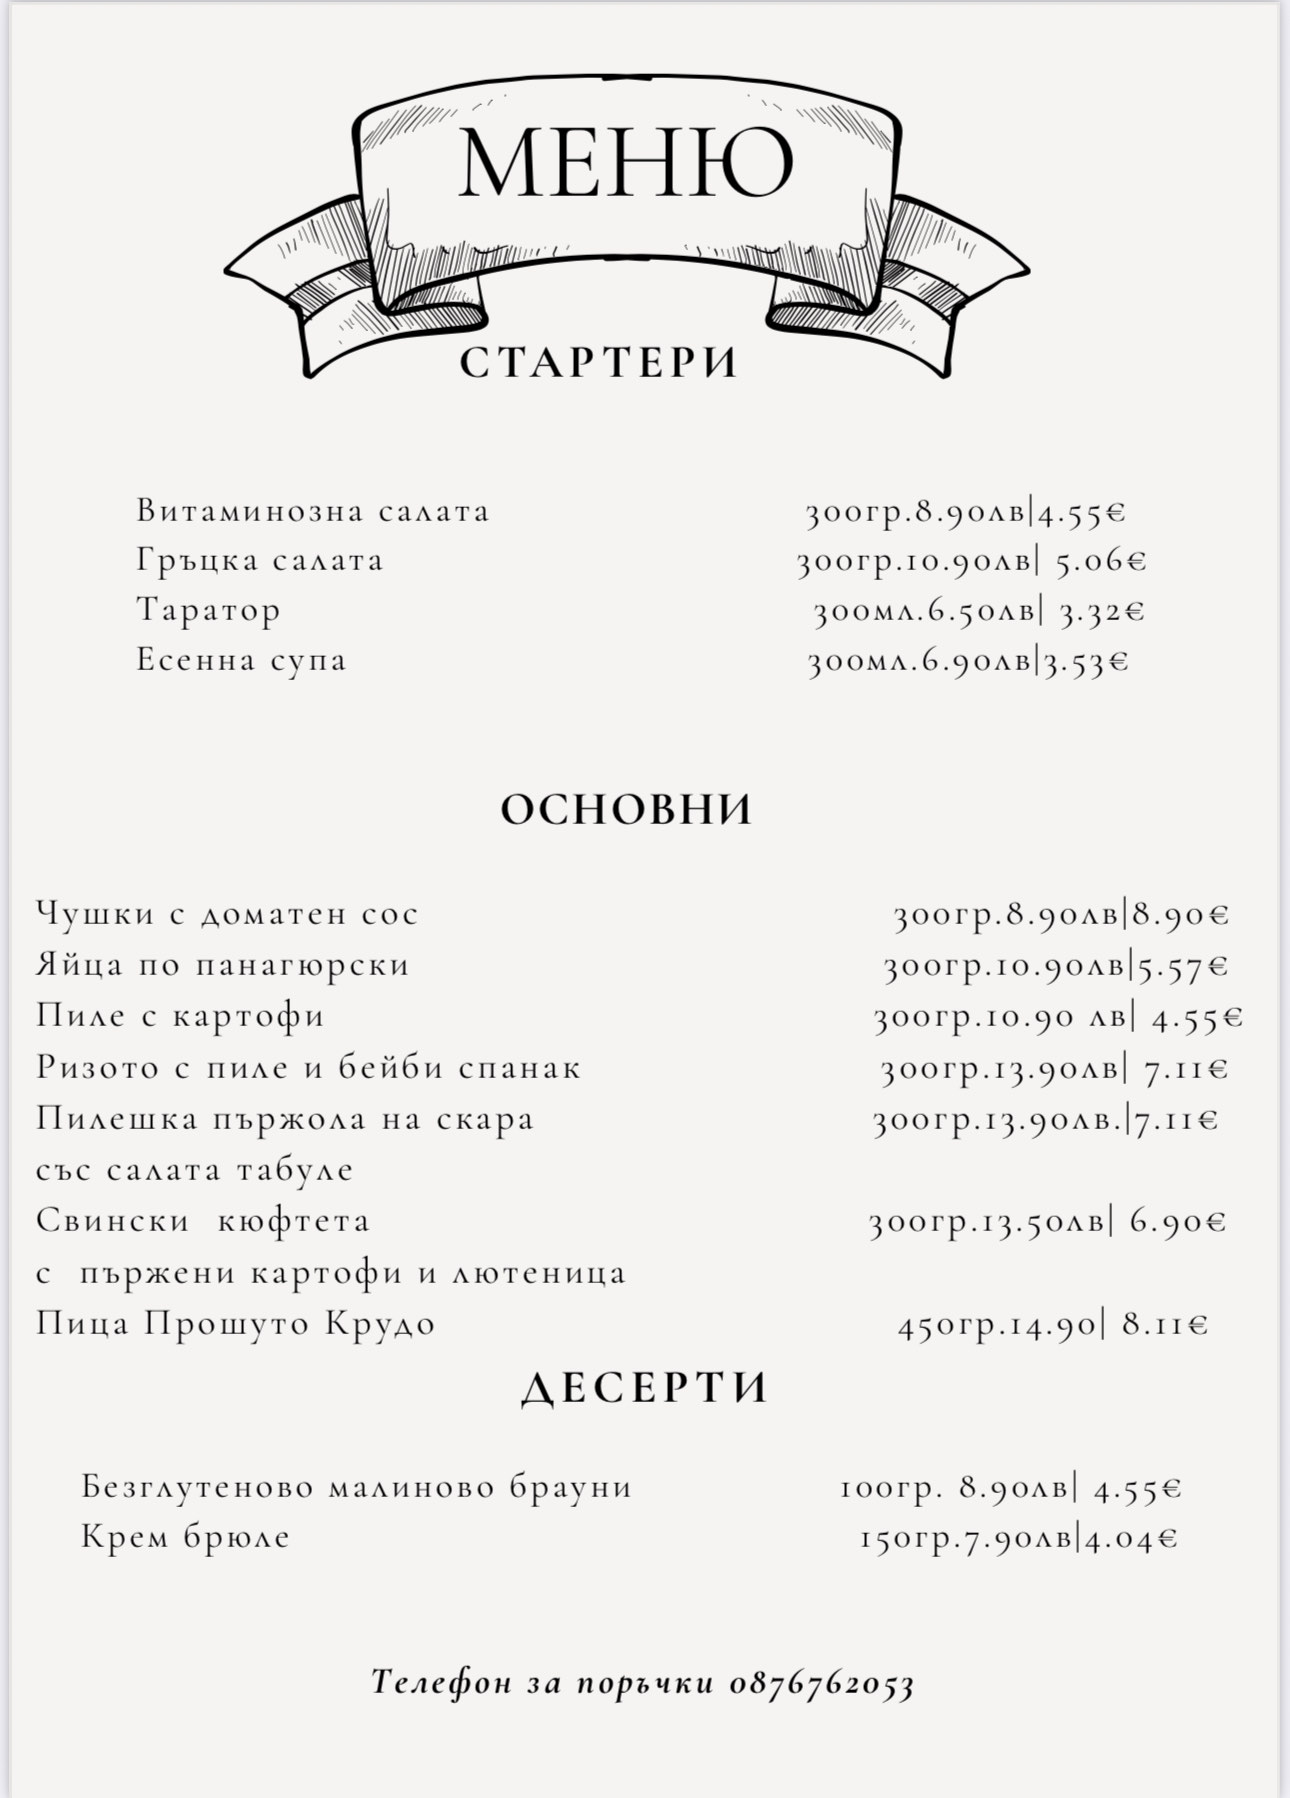 МЕНЮ
СТАРТЕРИ
Витаминозна салата 300гр.8.90лв|4.55€
Гръцка салата 300гр.10.90лв| 5.06€
Таратор 300мл.6.50лв| 3.32€
Есенна супа 300мл.6.90лв|3.53€
ОСНОВНИ
Чушки с доматен сос 300гр.8.90лв|8.90€
Яйца по панагюрски 300гр.10.90лв|5.57€
Пиле с картофи 300гр.10.90 лв| 4.55€
Ризото с пиле и бейби спанак 300гр.13.90лв| 7.11€
Пилешка пържола на скара 300гр.13.90лв.|7.11€
със салата табуле
Свински кюфтета 300гр.13.50лв| 6.90€
с пържени картофи и лютеница
Пица Прошуто Крудо 450гр.14.90| 8.11€
ДЕСЕРТИ
Безглутеново малиново брауни 100гр. 8.90лв| 4.55€
Крем брюле 150гр.7.90лв|4.04€
Телефон за поръчки 0876762053